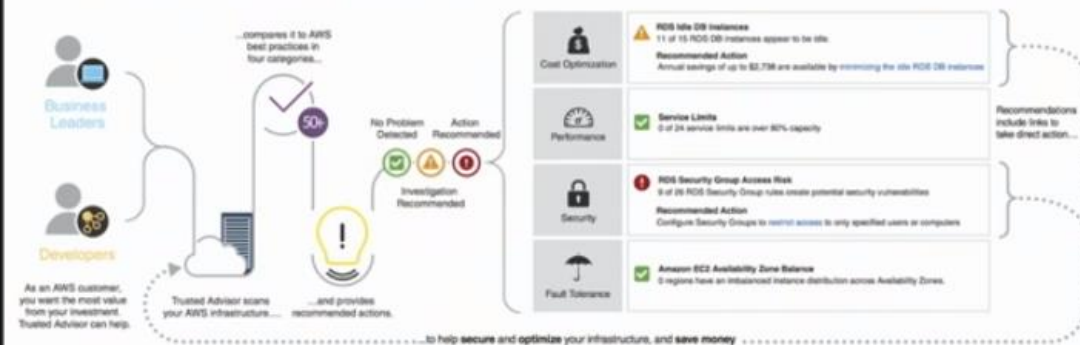 Business
Leaders
Developers
As an AWS customer,
you want the most value
from your investment.
Trusted Advisor can help.
Trusted Advisor scans
your AWS infrastructure....
...compares it to AWS
best practices in
four categories...
50+
...and provides
recommended actions.
No Problem
Detected
Action
Recommended
Investigation
Recommended
Cost Optimization
RDS Idle DB Instances
11 of 15 RDS DB instances appear to be idle
Recommended Action
Annual savings of up to $2,738 are available by minimizing the idle RDS DB instances
Performance
Service Limits
0 of 24 service limits are over 80% capacity
Security
RDS Security Group Access Risk
9 of 26 RDS Security Group rules create potential security vulnerabilities
Recommended Action
Configure Security Groups to restrict access to only specified users or computers
Fault Tolerance
Amazon EC2 Availability Zone Balance
0 regions have an imbalanced instance distribution across Availability Zones.
Recommendations
include links to
take direct action...
...to help secure and optimize your infrastructure, and save money